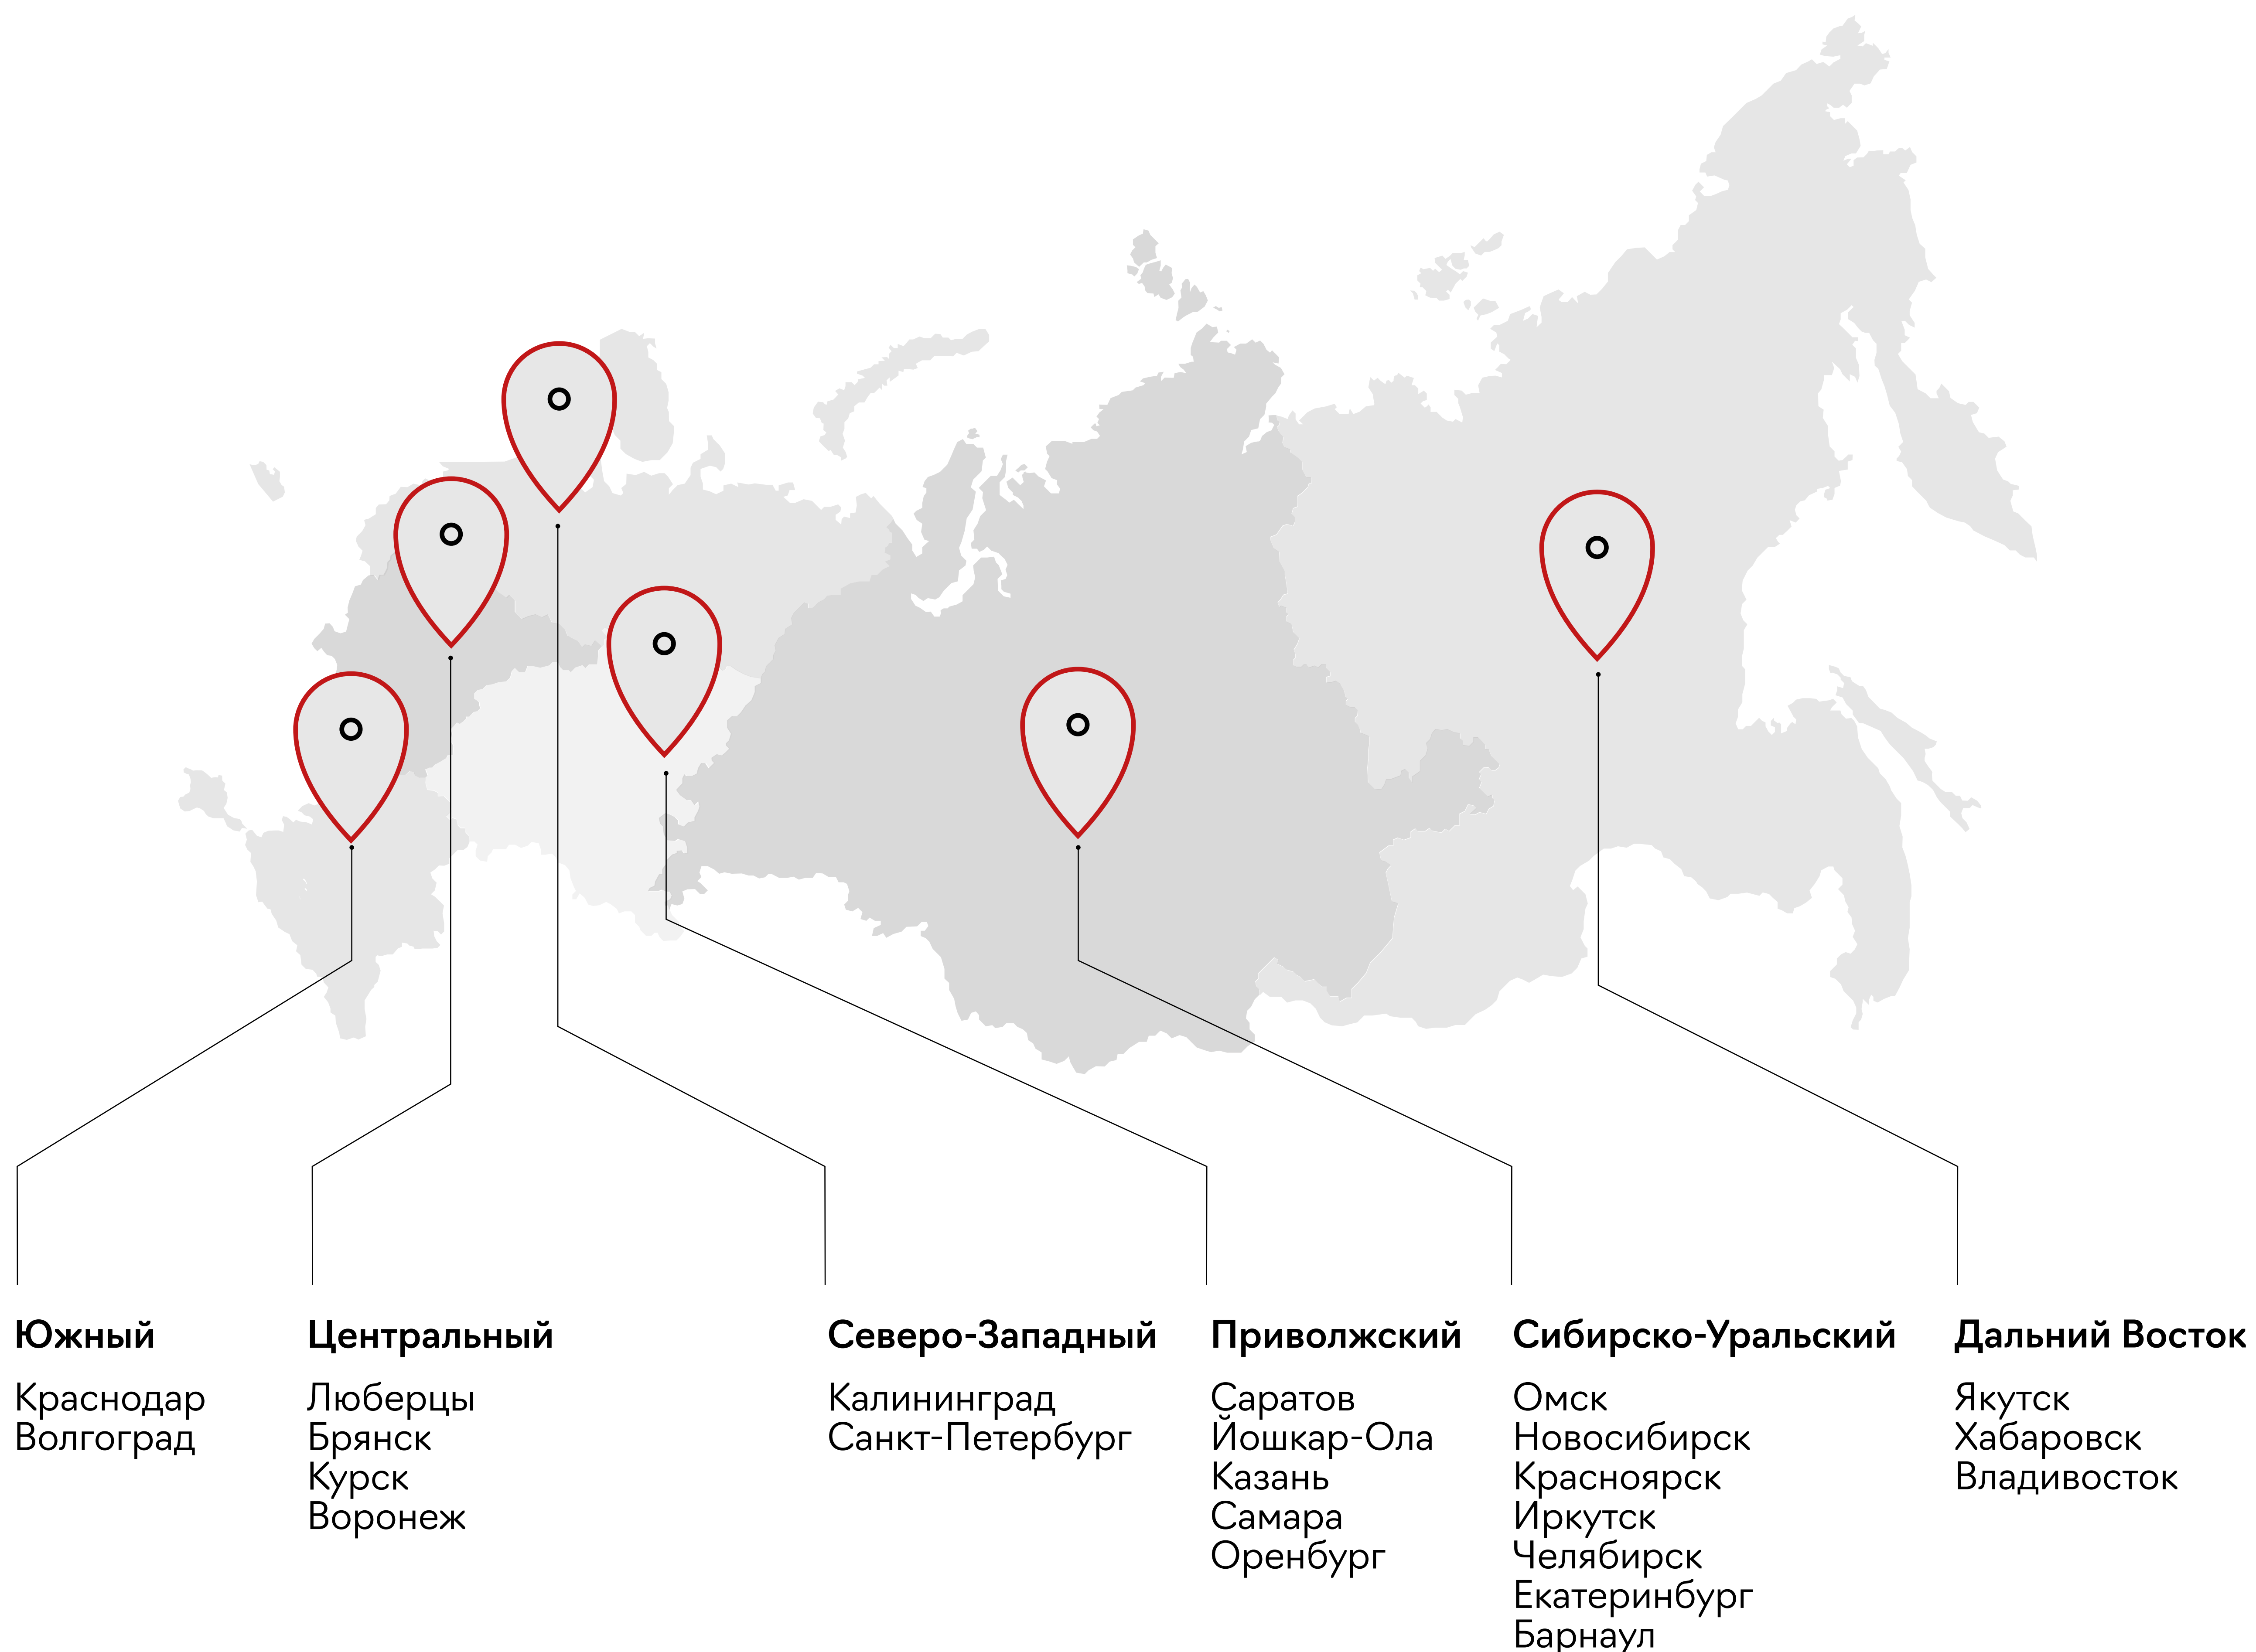 Южный
Краснодар
Волгоград
Центральный
Люберцы
Брянск
Курск
Воронеж
Северо-Западный
Калининград
Санкт-Петербург
Приволжский
Саратов
Йошкар-Ола
Казань
Самара
Оренбург
Сибирско-Уральский
Омск
Новосибирск
Красноярск
Иркутск
Челябирск
Екатеринбург
Барнаул
Дальний Восток
Якутск
Хабаровск
Владивосток